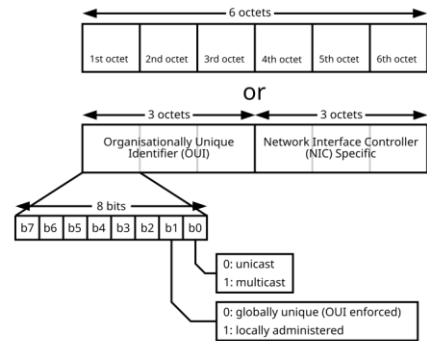 6 octets
1st octet 2nd octet 3rd octet 4th octet 5th octet 6th octet
or
3 octets 3 octets
Organisationally Unique
Identifier (OUI)
Network Interface Controller
(NIC) Specific
8 bits
b7 b6 b5 b4 b3 b2 b1 b0
0: unicast
1: multicast
0: globally unique (OUI enforced)
1: locally administered